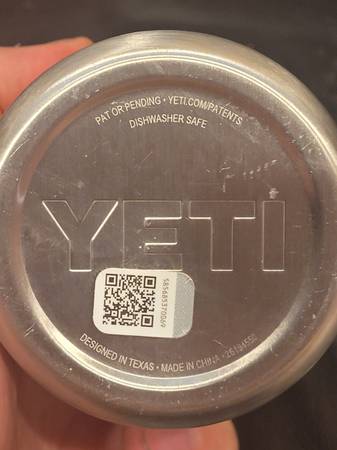 PAT OR PENDING • YETI.COM/PATENTS
DISHWASHER SAFE
YETI
DESIGNED IN TEXAS • MADE IN CHINA •